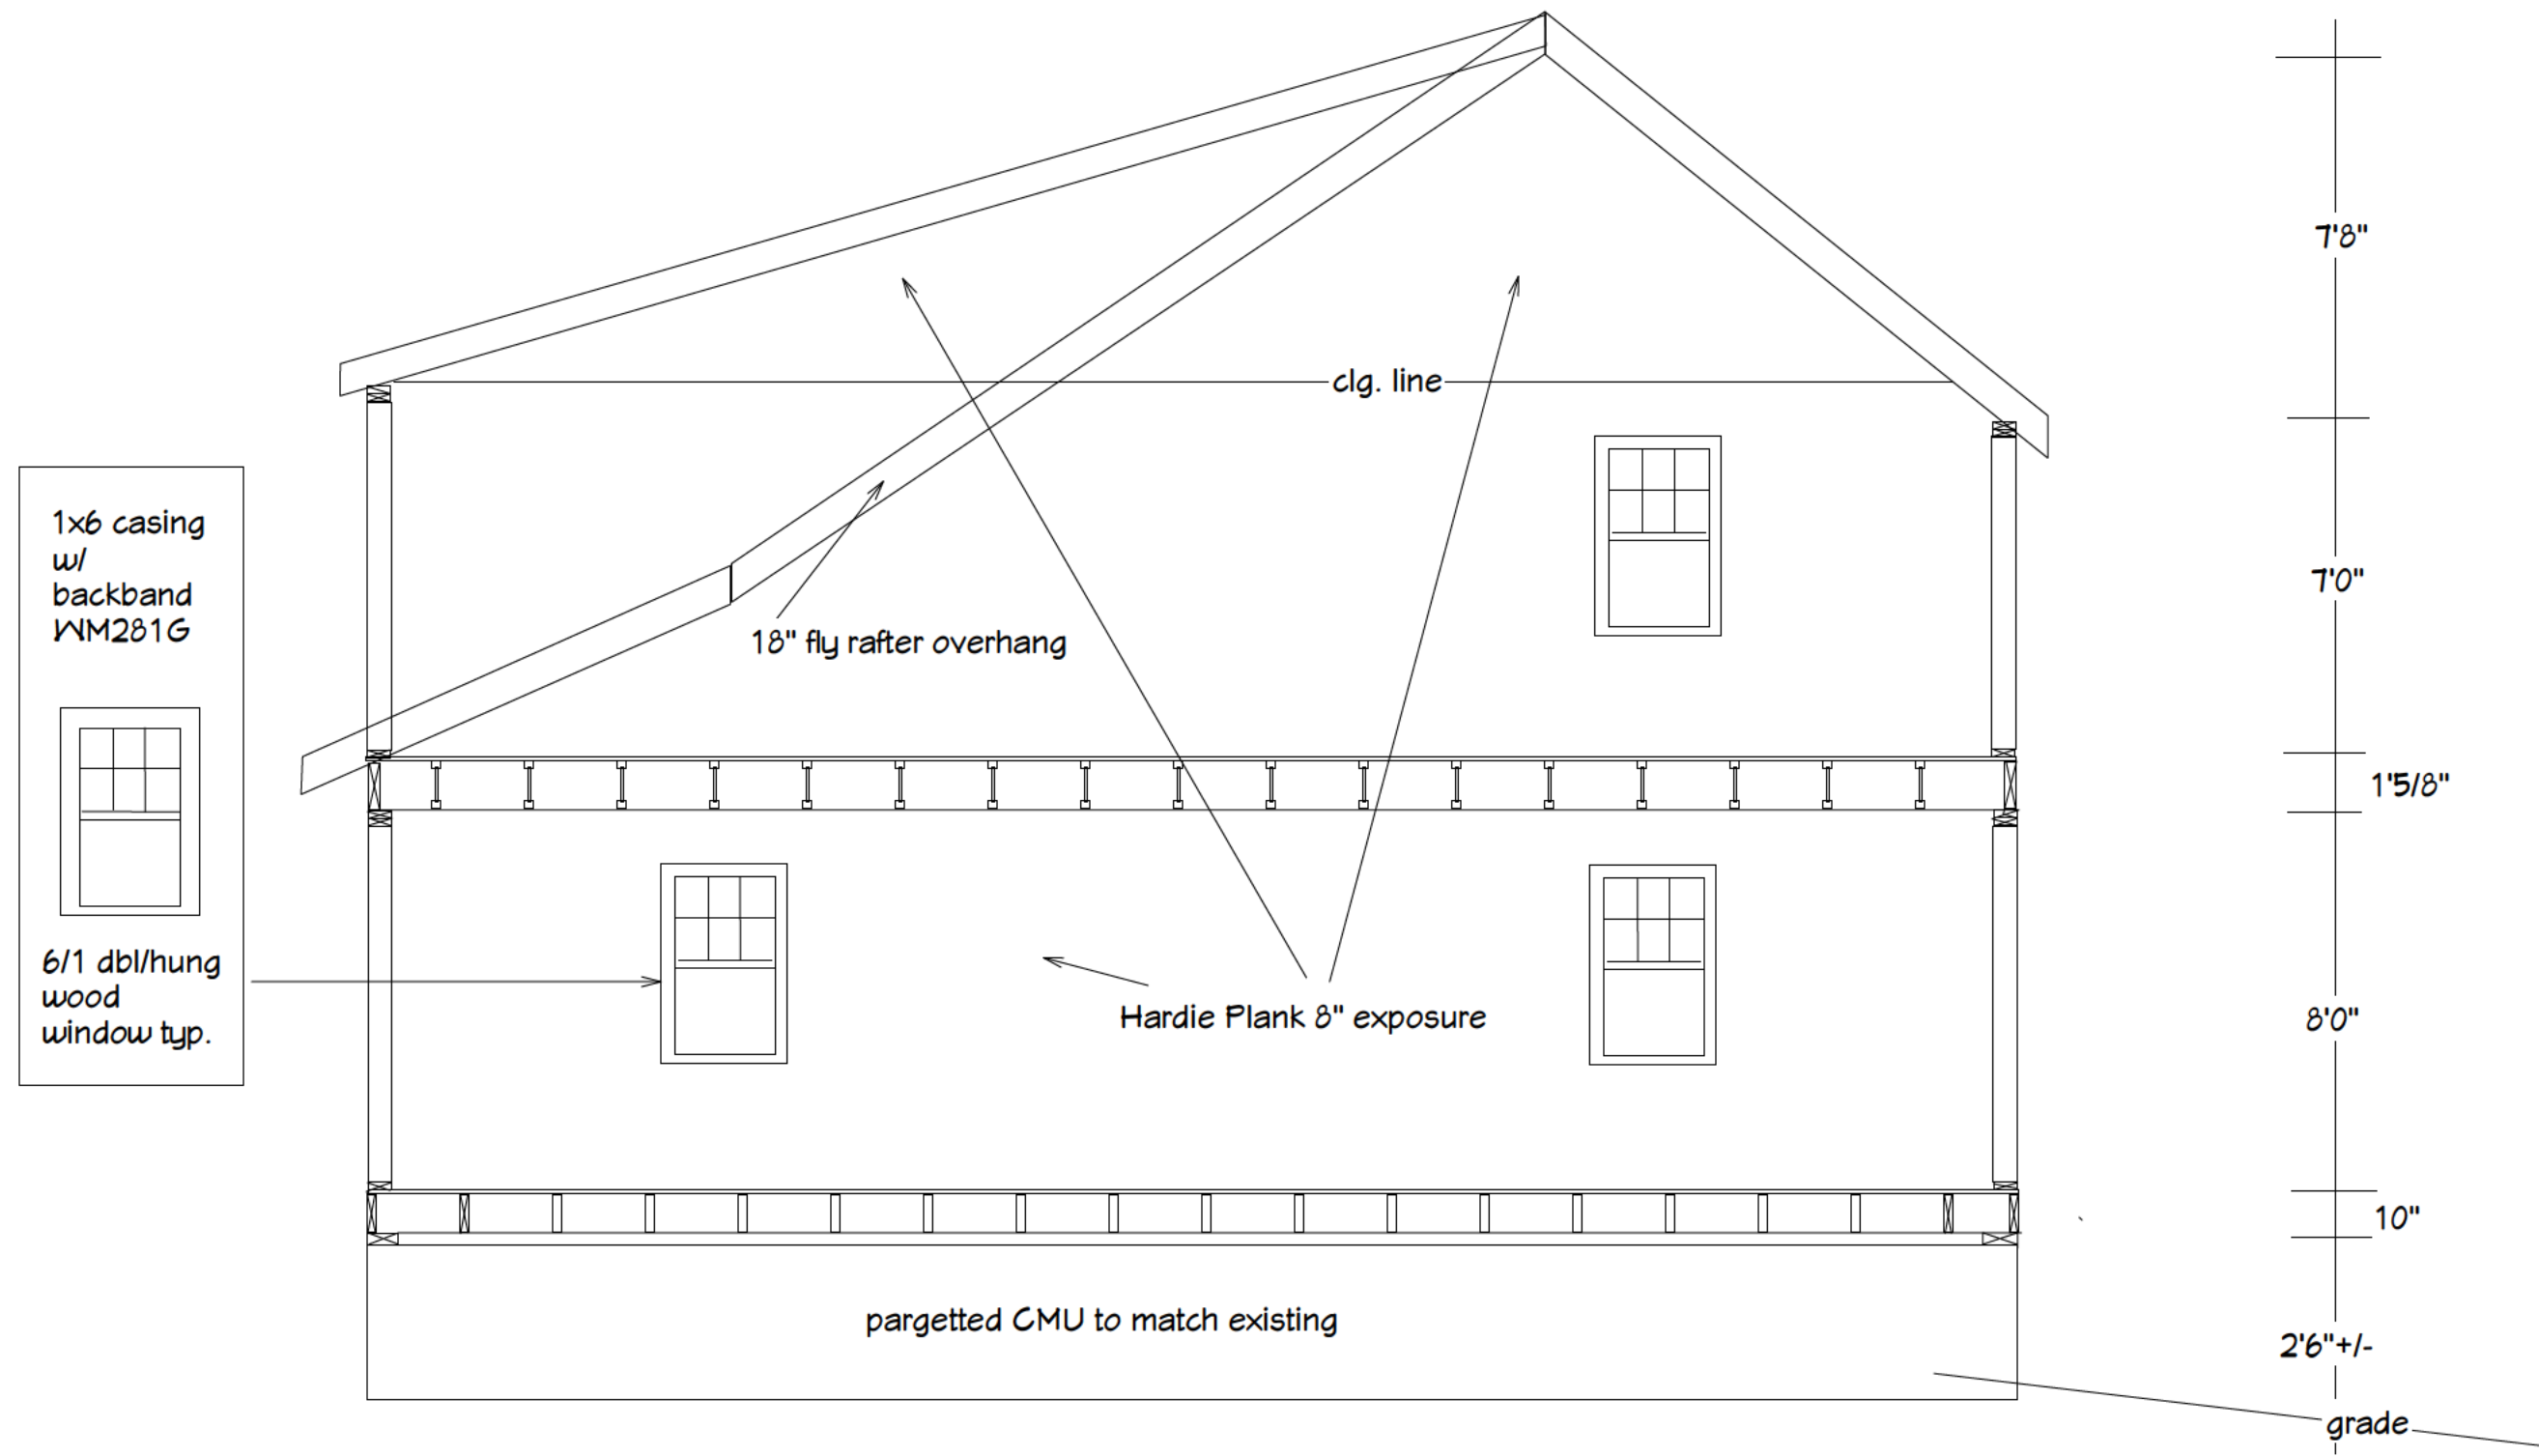 7'8"
clg. line
1x6 casing
w/
backband
WM281G
7'0"
18" fly rafter overhang
1'5/8"
6/1 dbl/hung
wood
window typ.
Hardie Plank 8" exposure
8'0"
10"
pargetted CMU to match existing
2'6"+/-
grade